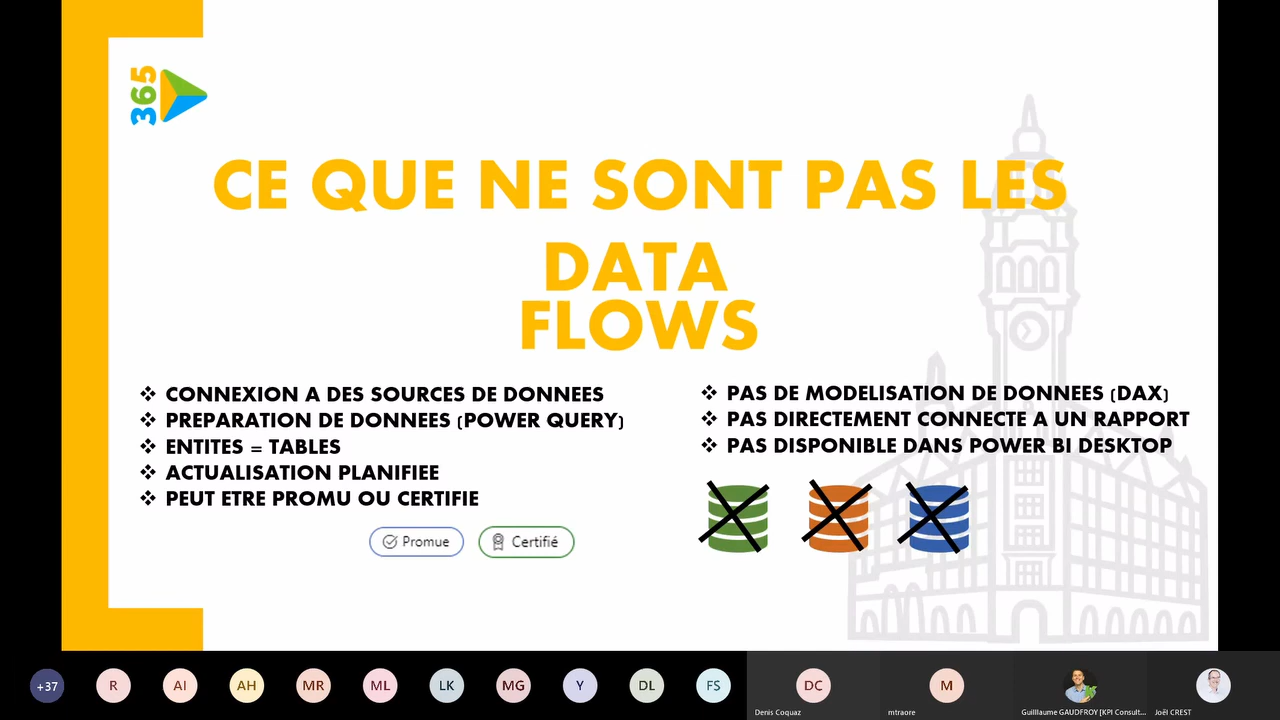 365
CE QUE NE SONT PAS LES
DATA
FLOWS
❖ CONNEXION A DES SOURCES DE DONNEES
❖ PREPARATION DE DONNEES (POWER QUERY)
❖ ENTITES = TABLES
❖ ACTUALISATION PLANIFIEE
❖ PEUT ETRE PROMU OU CERTIFIE
Promue
Certifié
❖ PAS DE MODELISATION DE DONNEES (DAX)
❖ PAS DIRECTEMENT CONNECTE A UN RAPPORT
❖ PAS DISPONIBLE DANS POWER BI DESKTOP
+37
R
AI
AH
MR
ML
LK
MG
Y
DL
FS
DC
Denis Coquaz
M
mtraore
Guilllaume GAUDFROY [KPI Consult...
Joël CREST